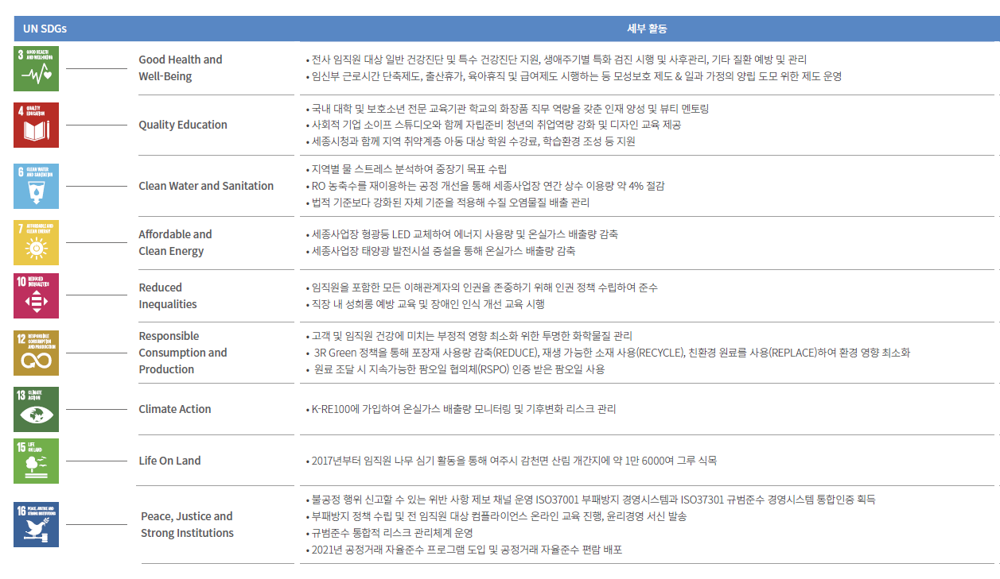 UN SDGs 세부 활동
3 GOOD HEALTH
AND WELL-BEING
Good Health and
Well-Being
• 전사 임직원 대상 일반 건강진단 및 특수 건강진단 지원, 생애주기별 특화 검진 시행 및 사후관리, 기타 질환 예방 및 관리
• 임신부 근로시간 단축제도, 출산휴가, 육아휴직 및 급여제도 시행하는 등 모성보호 제도 & 일과 가정의 양립 도모 위한 제도 운영
4 QUALITY
EDUCATION
Quality Education
• 국내 대학 및 보호소년 전문 교육기관 학교의 화장품 직무 역량을 갖춘 인재 양성 및 뷰티 멘토링
• 사회적 기업 소이프 스튜디오와 함께 자립준비 청년의 취업역량 강화 및 디자인 교육 제공
• 세종시청과 함께 지역 취약계층 아동 대상 학원 수강료, 학습환경 조성 등 지원
6 CLEAN WATER
AND SANITATION
Clean Water and Sanitation
• 지역별 물 스트레스 분석하여 중장기 목표 수립
• RO 농축수를 재이용하는 공정 개선을 통해 세종사업장 연간 상수 이용량 약 4% 절감
• 법적 기준보다 강화된 자체 기준을 적용해 수질 오염물질 배출 관리
7 AFFORDABLE AND
CLEAN ENERGY
Affordable and
Clean Energy
• 세종사업장 형광등 LED 교체하여 에너지 사용량 및 온실가스 배출량 감축
• 세종사업장 태양광 발전시설 증설을 통해 온실가스 배출량 감축
10 REDUCED
INEQUALITIES
Reduced
Inequalities
• 임직원을 포함한 모든 이해관계자의 인권을 존중하기 위해 인권 정책 수립하여 준수
• 직장 내 성희롱 예방 교육 및 장애인 인식 개선 교육 시행
12 RESPONSIBLE
CONSUMPTION
AND PRODUCTION
Responsible
Consumption and
Production
• 고객 및 임직원 건강에 미치는 부정적 영향 최소화 위한 투명한 화학물질 관리
• 3R Green 정책을 통해 포장재 사용량 감축(REDUCE), 재생 가능한 소재 사용(RECYCLE), 친환경 원료를 사용(REPLACE)하여 환경 영향 최소화
• 원료 조달 시 지속가능한 팜오일 협의체(RSPO) 인증 받은 팜오일 사용
13 CLIMATE
ACTION
Climate Action
• K-RE100에 가입하여 온실가스 배출량 모니터링 및 기후변화 리스크 관리
15 LIFE
ON LAND
Life On Land
• 2017년부터 임직원 나무 심기 활동을 통해 여주시 감천면 산림 개간지에 약 1만 6000여 그루 식목
16 PEACE, JUSTICE AND
STRONG INSTITUTIONS
Peace, Justice and
Strong Institutions
• 불공정 행위 신고할 수 있는 위반 사항 제보 채널 운영 ISO37001 부패방지 경영시스템과 ISO37301 규범준수 경영시스템 통합인증 획득
• 부패방지 정책 수립 및 전 임직원 대상 컴플라이언스 온라인 교육 진행, 윤리경영 서신 발송
• 규범준수 통합적 리스크 관리체계 운영
• 2021년 공정거래 자율준수 프로그램 도입 및 공정거래 자율준수 편람 배포